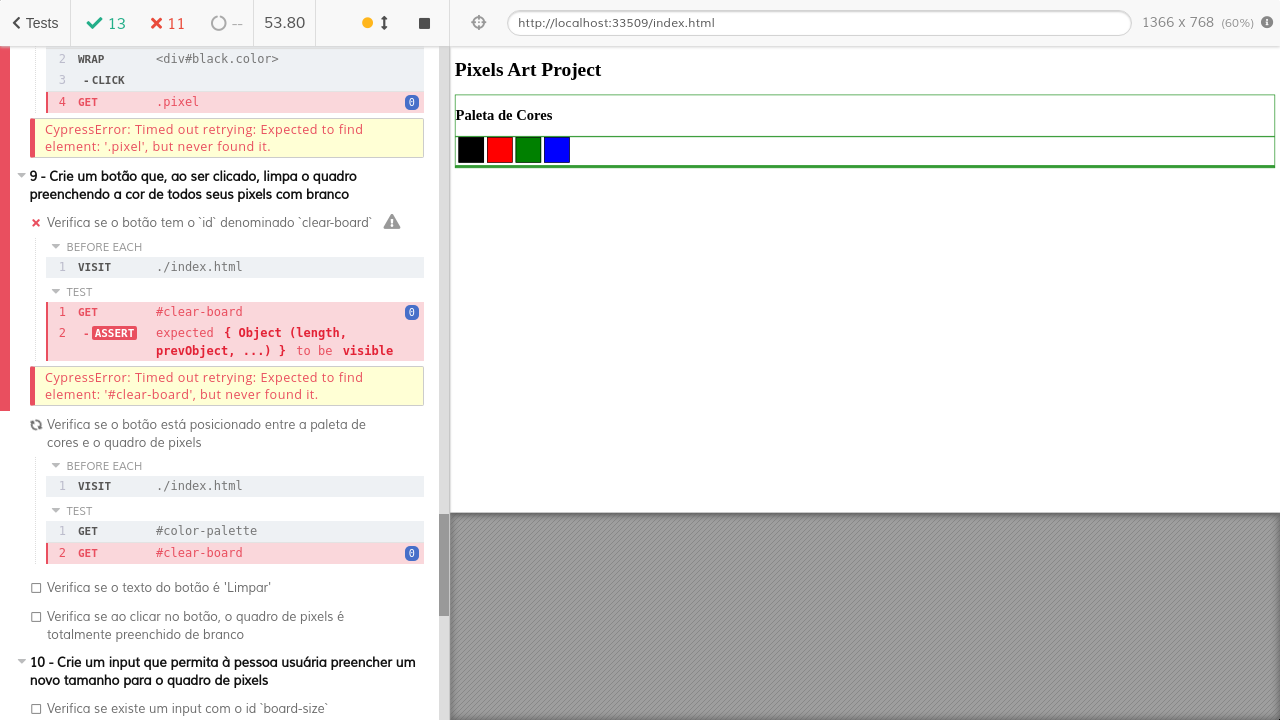 Tests
13
11
--
53.80
http://localhost:33509/index.html
1366 x 768 (60%)
2 WRAP <div#black.color>
3 - CLICK
4 GET .pixel 0
CypressError: Timed out retrying: Expected to find
element: '.pixel', but never found it.
9 - Crie um botão que, ao ser clicado, limpa o quadro
preenchendo a cor de todos seus pixels com branco
Verifica se o botão tem o `id` denominado `clear-board`
BEFORE EACH
1 VISIT ./index.html
TEST
1 GET #clear-board 0
2 - ASSERT expected { Object (length,
prevObject, ...) } to be visible
CypressError: Timed out retrying: Expected to find
element: '#clear-board', but never found it.
Verifica se o botão está posicionado entre a paleta de
cores e o quadro de pixels
BEFORE EACH
1 VISIT ./index.html
TEST
1 GET #color-palette
2 GET #clear-board 0
Verifica se o texto do botão é 'Limpar'
Verifica se ao clicar no botão, o quadro de pixels é
totalmente preenchido de branco
10 - Crie um input que permita à pessoa usuária preencher um
novo tamanho para o quadro de pixels
Verifica se existe um input com o id `board-size`
Pixels Art Project
Paleta de Cores